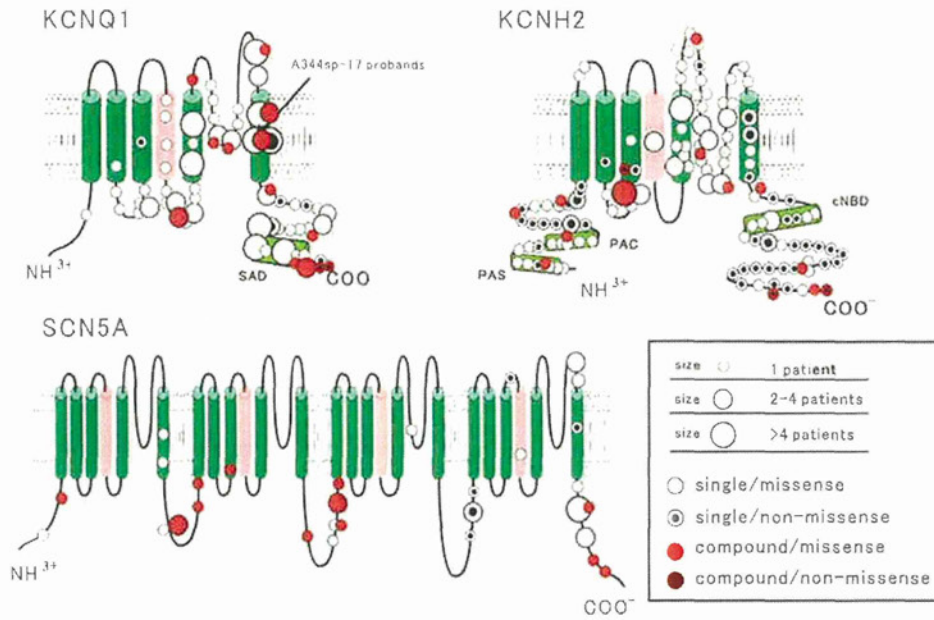 KCNQ1
A344sp-17 probands
NH3+
SAD
COO
KCNH2
cNBD
PAC
PAS
NH3+
COO-
SCN5A
NH3+
COO-
size 1 patient
size 2-4 patients
size >4 patients
single/missense
single/non-missense
compound/missense
compound/non-missense